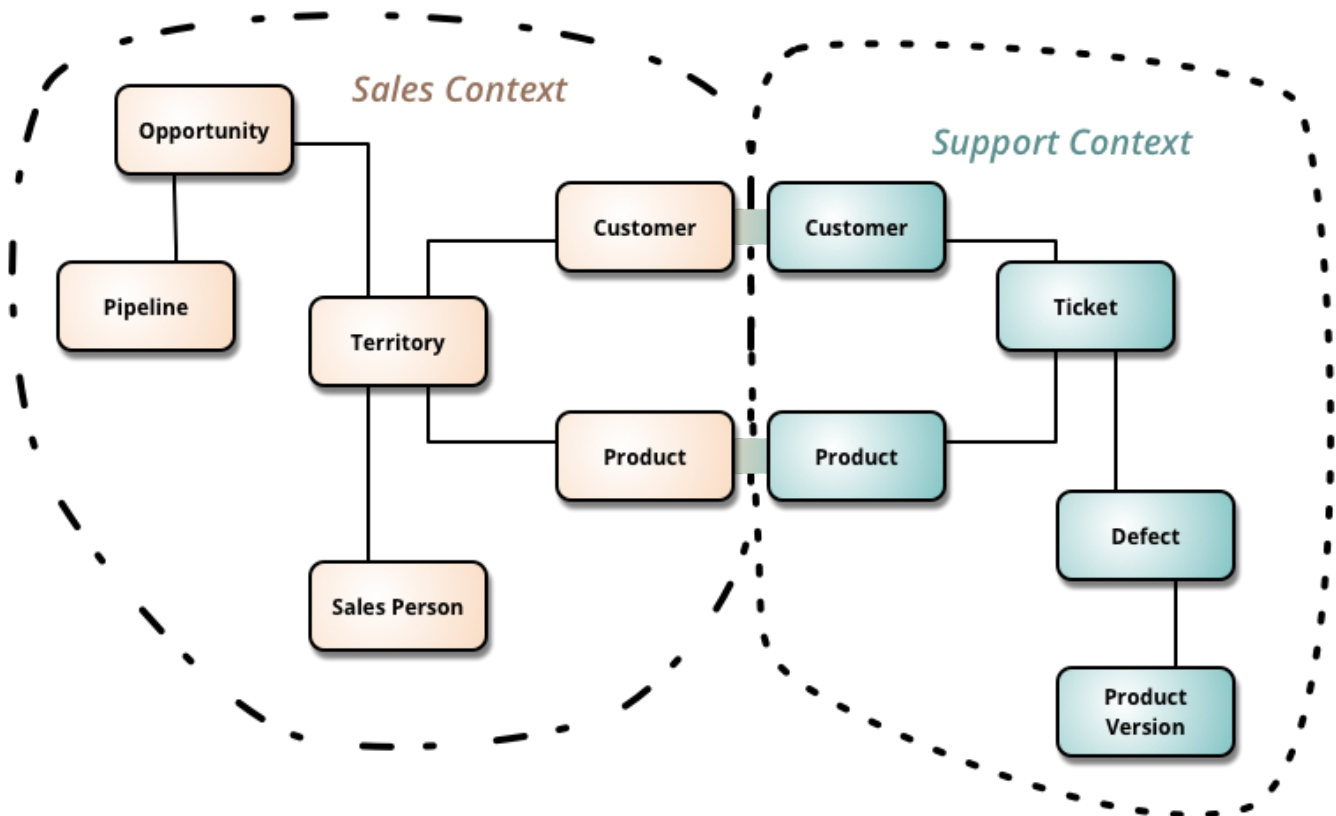 Sales Context
Opportunity
Support Context
Customer
Customer
Pipeline
Ticket
Territory
Product
Product
Defect
Sales Person
Product
Version